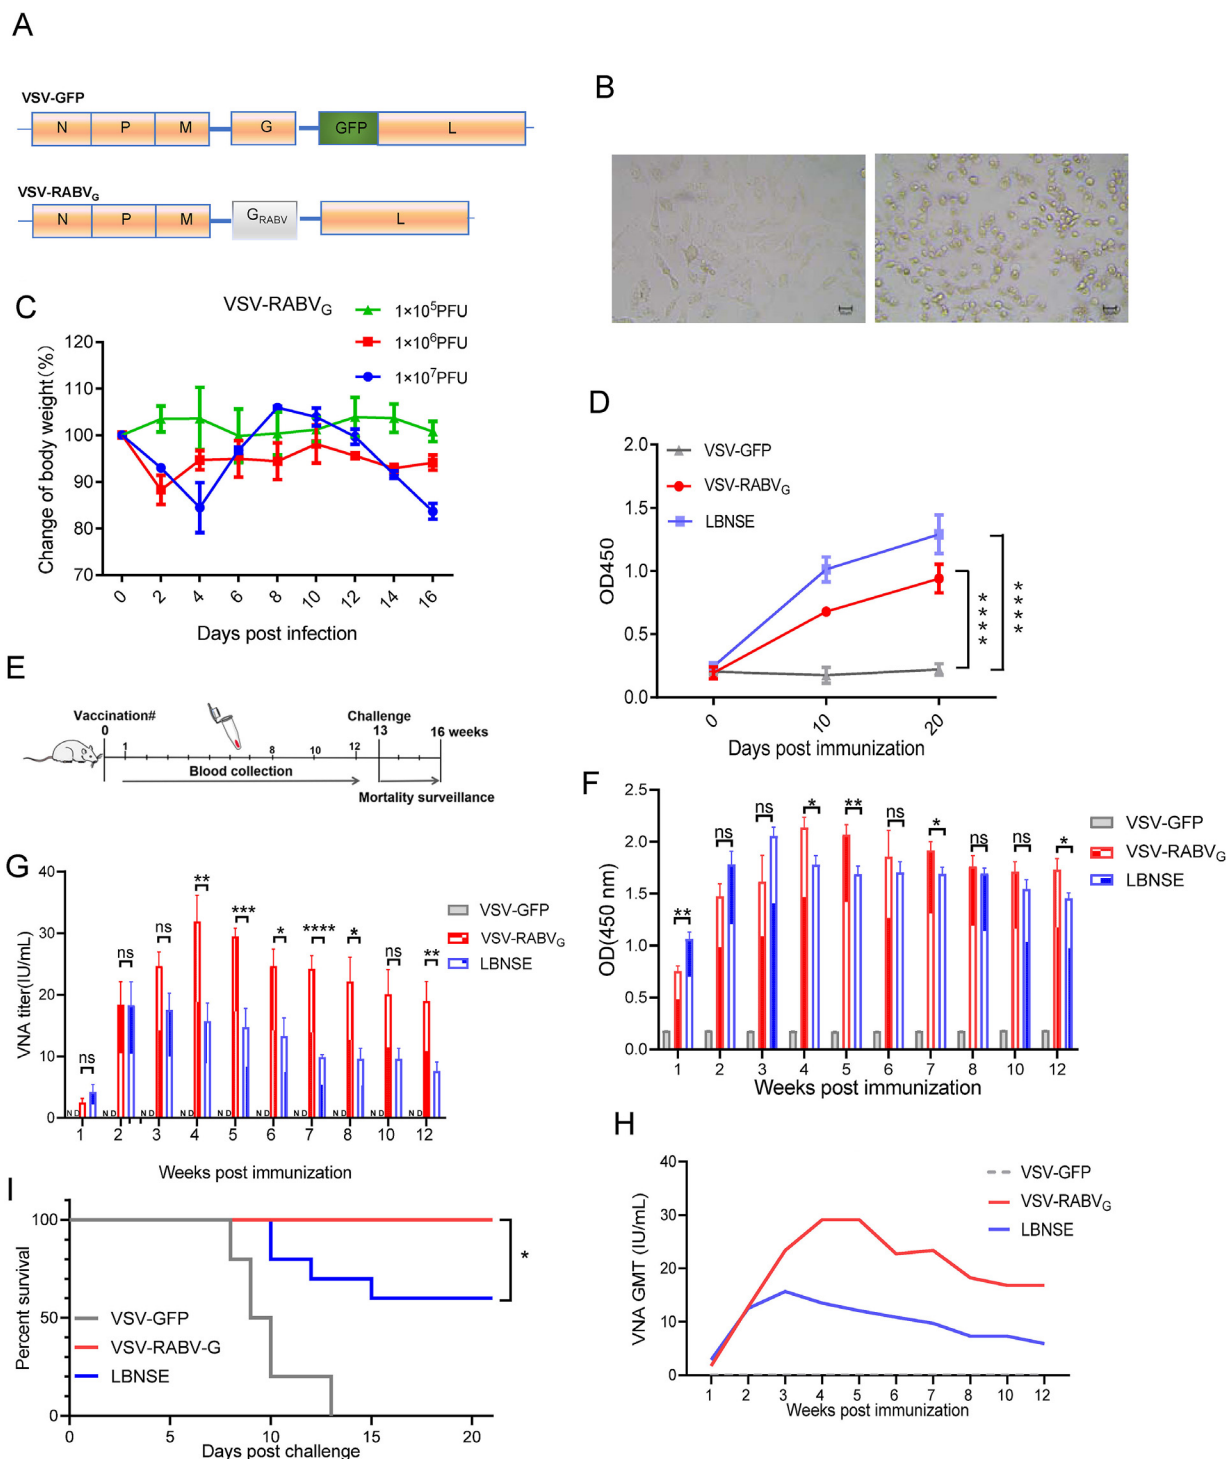 A
VSV-GFP
N P M G GFP L
VSV-RABVG
N P M GRABV L
B
C
VSV-RABVG
1×10⁵PFU
1×10⁶PFU
1×10⁷PFU
Change of body weight(%)
120
110
100
90
80
70
0 2 4 6 8 10 12 14 16
Days post infection
D
VSV-GFP
VSV-RABVG
LBNSE
OD450
2.0
1.5
1.0
0.5
0.0
0 10 20
Days post immunization
****
****
E
Vaccination#
Challenge
0 13 16 weeks
1 8 10 12
Blood collection
Mortality surveillance
F
OD(450 nm)
2.5
2.0
1.5
1.0
0.5
0.0
** ns ns * ** ns * ns ns *
1 2 3 4 5 6 7 8 10 12
Weeks post immunization
VSV-GFP
VSV-RABVG
LBNSE
G
VNA titer(IU/mL)
40
30
20
10
0
ns ns ns ** *** * **** * ns **
ND ND ND ND ND ND ND ND ND ND
1 2 3 4 5 6 7 8 10 12
Weeks post immunization
VSV-GFP
VSV-RABVG
LBNSE
H
VNA GMT (IU/mL)
40
30
20
10
0
1 2 3 4 5 6 7 8 10 12
Weeks post immunization
VSV-GFP
VSV-RABVG
LBNSE
I
Percent survival
100
50
0
VSV-GFP
VSV-RABV-G
LBNSE
*
0 5 10 15 20
Days post challenge